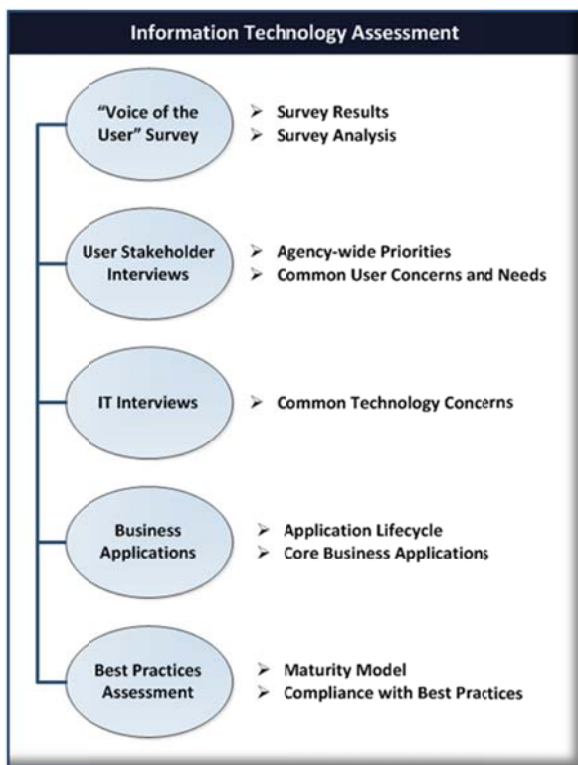 Information Technology Assessment
“Voice of the
User” Survey
➢ Survey Results
➢ Survey Analysis
User Stakeholder
Interviews
➢ Agency-wide Priorities
➢ Common User Concerns and Needs
IT Interviews
➢ Common Technology Concerns
Business
Applications
➢ Application Lifecycle
➢ Core Business Applications
Best Practices
Assessment
➢ Maturity Model
➢ Compliance with Best Practices